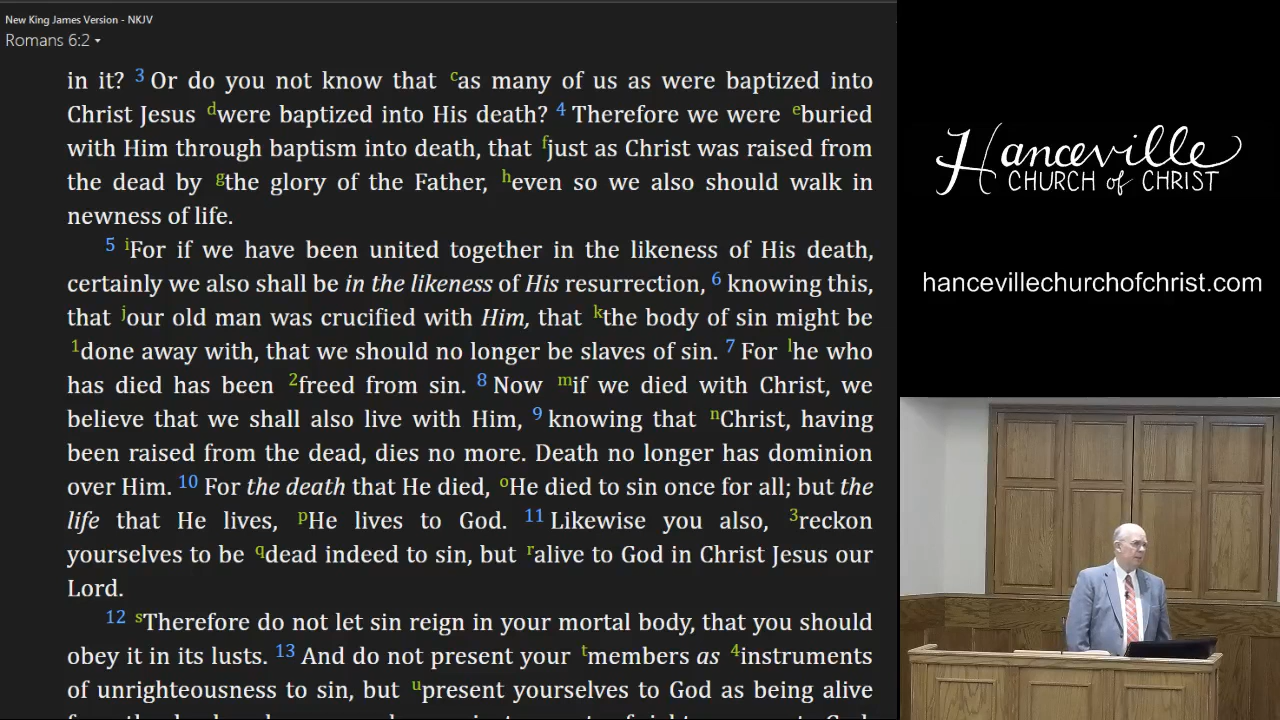 New King James Version - NKJV
Romans 6:2
in it? 3 Or do you not know that cas many of us as were baptized into
Christ Jesus dwere baptized into His death? 4 Therefore we were eburied
with Him through baptism into death, that fjust as Christ was raised from
the dead by gthe glory of the Father, heven so we also should walk in
newness of life.
5 iFor if we have been united together in the likeness of His death,
certainly we also shall be in the likeness of His resurrection, 6 knowing this,
that jour old man was crucified with Him, that kthe body of sin might be
1done away with, that we should no longer be slaves of sin. 7 For lhe who
has died has been 2freed from sin. 8 Now mif we died with Christ, we
believe that we shall also live with Him, 9 knowing that nChrist, having
been raised from the dead, dies no more. Death no longer has dominion
over Him. 10 For the death that He died, oHe died to sin once for all; but the
life that He lives, pHe lives to God. 11 Likewise you also, 3reckon
yourselves to be qdead indeed to sin, but ralive to God in Christ Jesus our
Lord.
12 sTherefore do not let sin reign in your mortal body, that you should
obey it in its lusts. 13 And do not present your tmembers as 4instruments
of unrighteousness to sin, but upresent yourselves to God as being alive
Hanceville
CHURCH of CHRIST
hancevillechurchofchrist.com